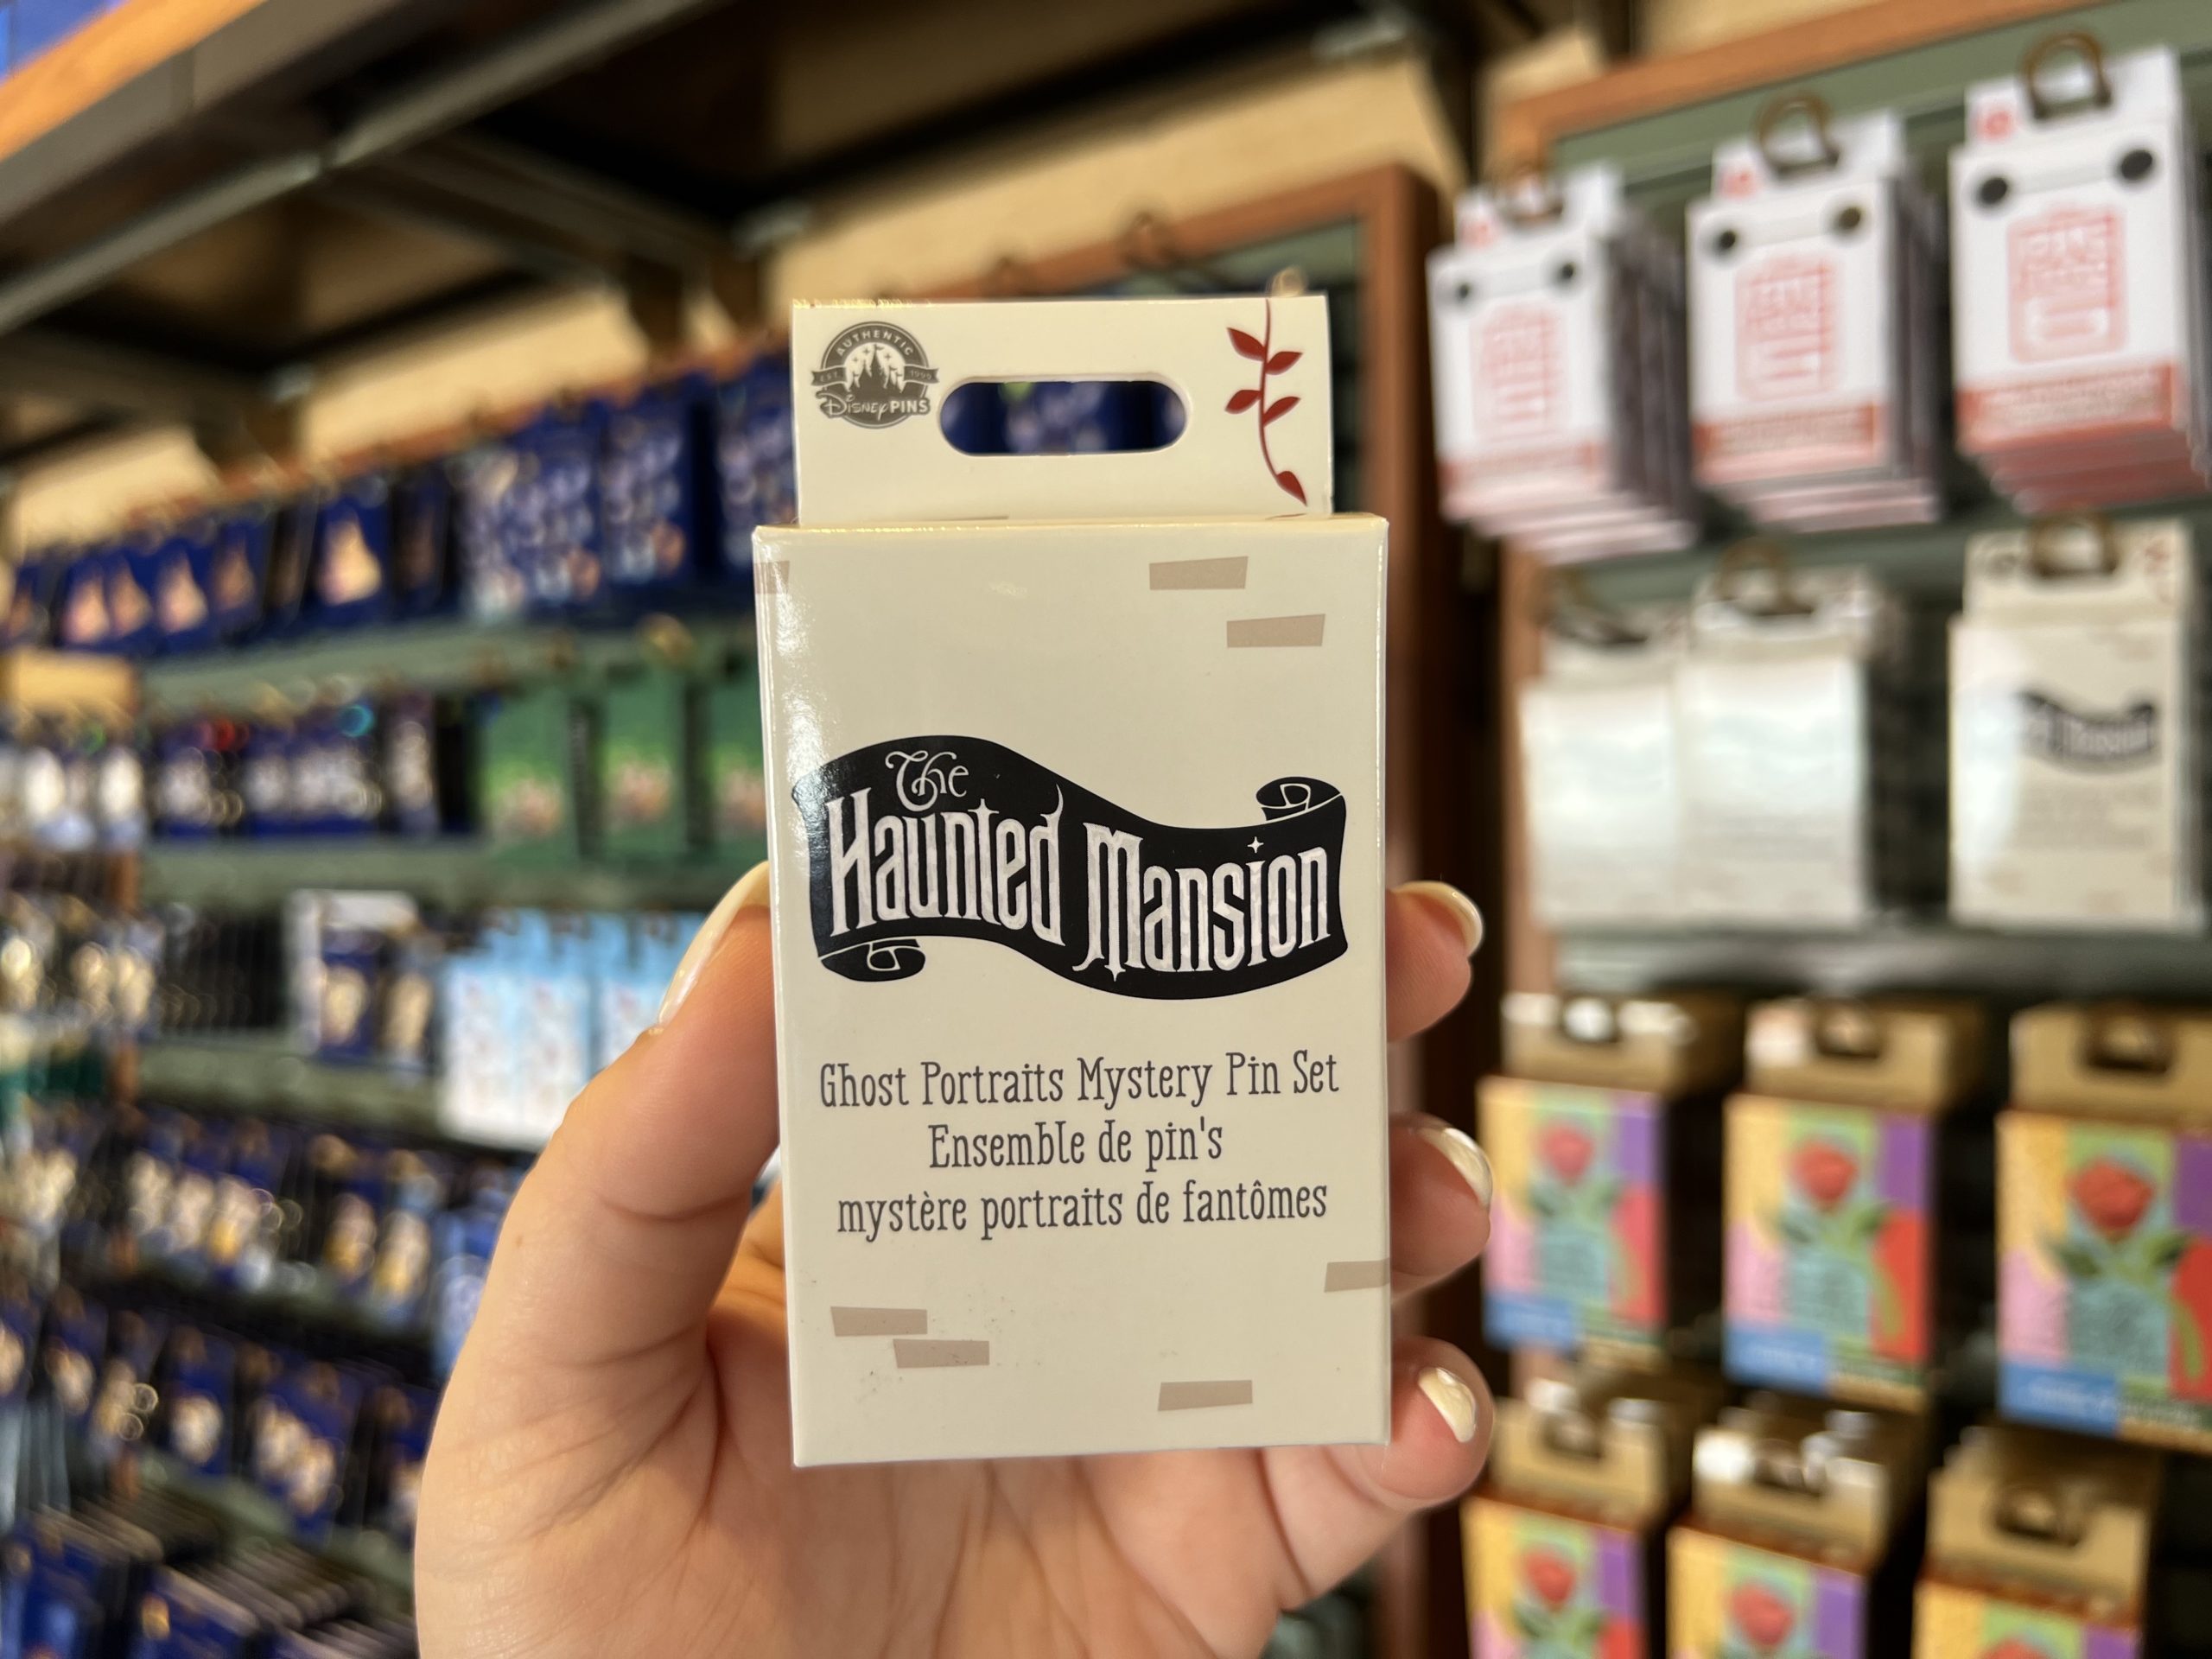 AUTHENTIC
EST. 1999
Disney PINS
The
Haunted Mansion
Ghost Portraits Mystery Pin Set
Ensemble de pin's
mystère portraits de fantômes